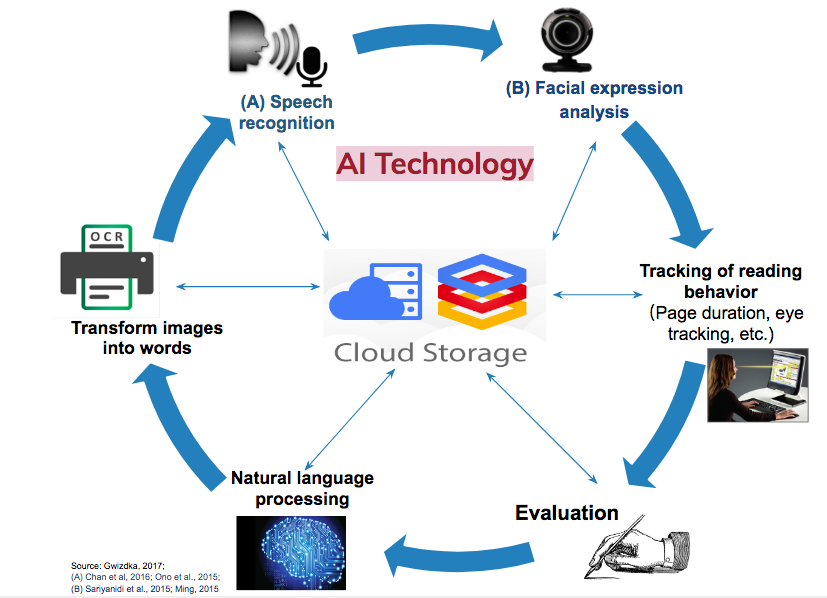 (A) Speech
recognition
(B) Facial expression
analysis
AI Technology
OCR
Transform images
into words
Cloud Storage
Tracking of reading
behavior
(Page duration, eye
tracking, etc.)
Natural language
processing
Evaluation
Source: Gwizdka, 2017;
(A) Chan et al, 2016; Ono et al., 2015;
(B) Sariyanidi et al., 2015; Ming, 2015